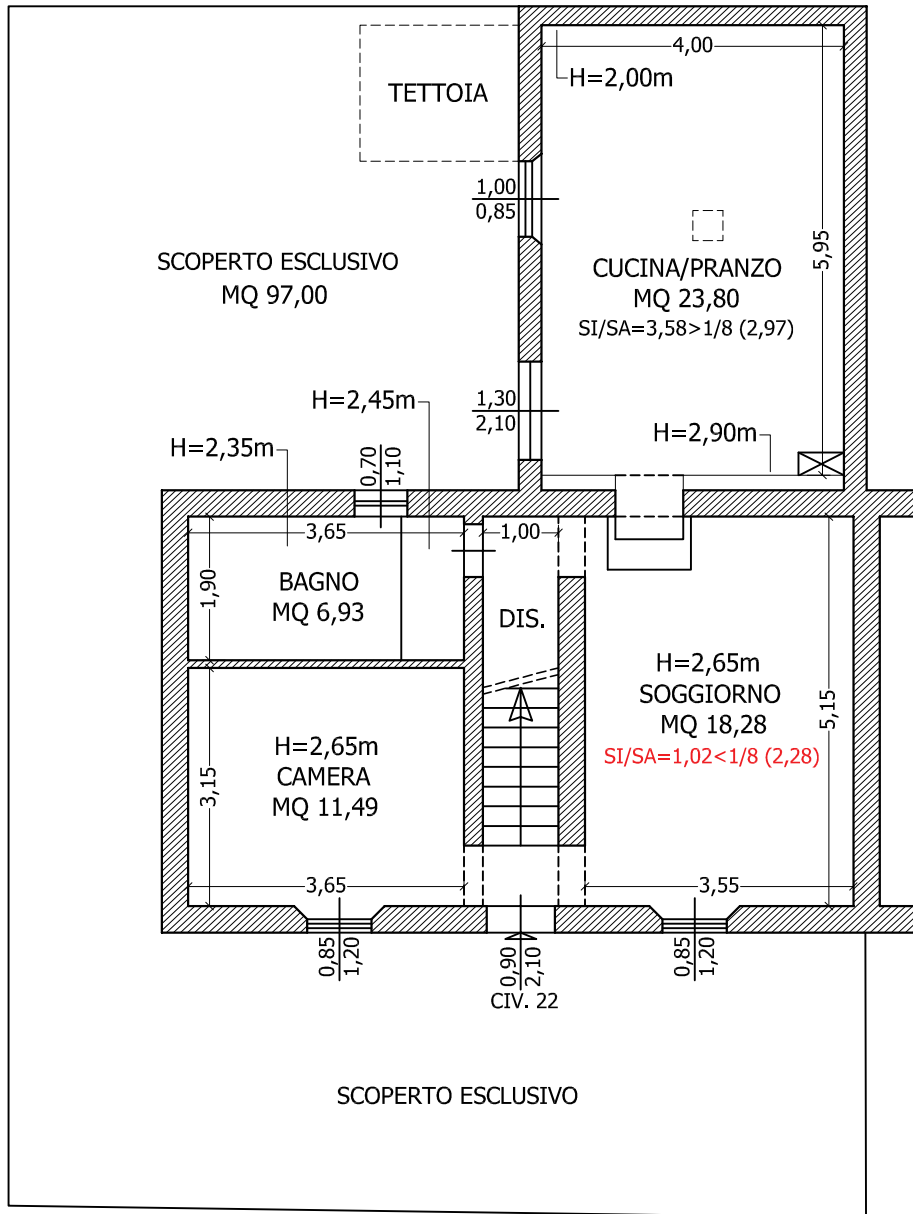 4,00
H=2,00m
TETTOIA
1,00
0,85
5,95
SCOPERTO ESCLUSIVO
MQ 97,00
CUCINA/PRANZO
MQ 23,80
SI/SA=3,58>1/8 (2,97)
1,30
2,10
H=2,45m
H=2,35m
H=2,90m
0,70
1,10
3,65
1,00
1,90
BAGNO
MQ 6,93
DIS.
H=2,65m
SOGGIORNO
MQ 18,28
SI/SA=1,02<1/8 (2,28)
5,15
3,15
H=2,65m
CAMERA
MQ 11,49
3,65
3,55
0,85
1,20
0,90
2,10
CIV. 22
0,85
1,20
SCOPERTO ESCLUSIVO